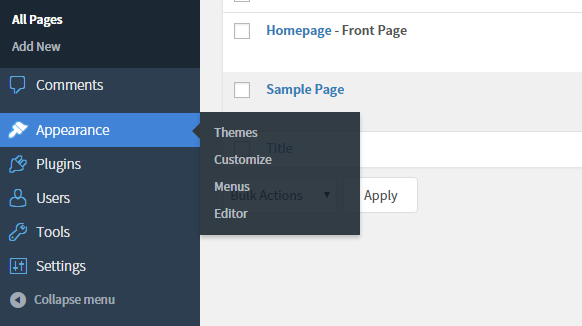 All Pages
Add New
Comments
Appearance
Plugins
Users
Tools
Settings
Collapse menu
Themes
Customize
Menus
Editor
Homepage - Front Page
Sample Page
Title
Bulk Actions
Apply